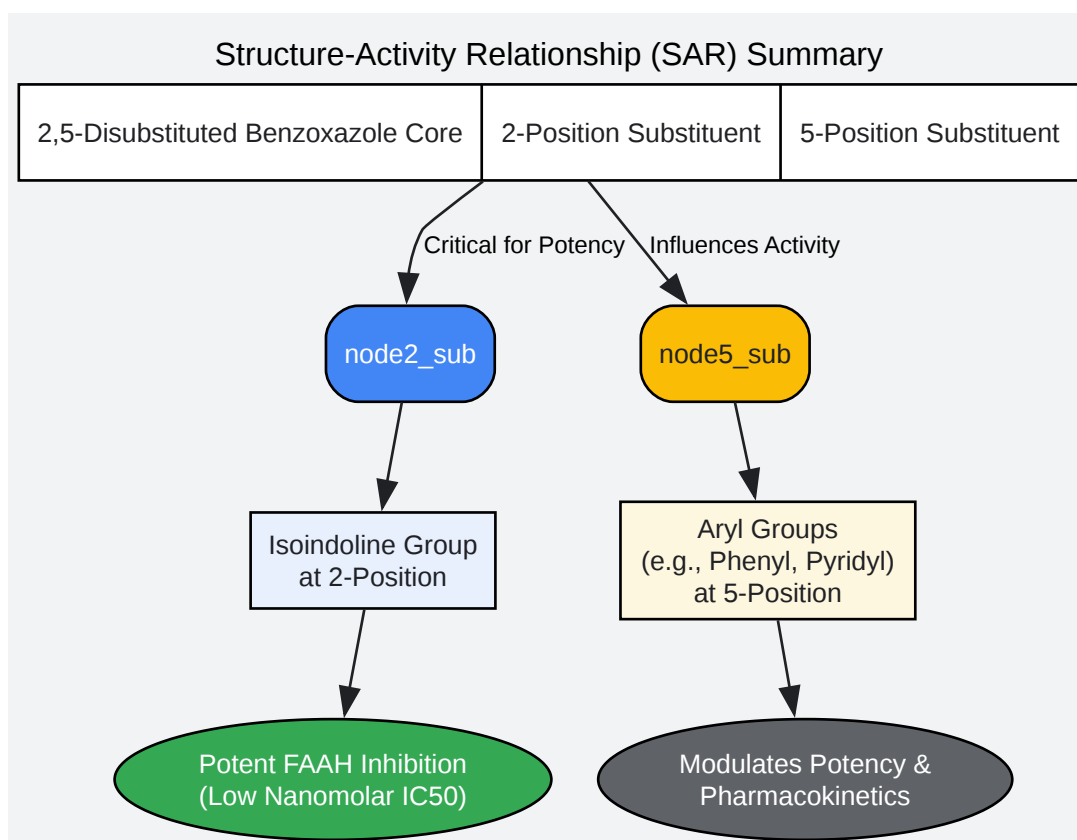 Structure-Activity Relationship (SAR) Summary
2,5-Disubstituted Benzoxazole Core
2-Position Substituent
5-Position Substituent
Critical for Potency
Influences Activity
node2_sub
node5_sub
Isoindoline Group
at 2-Position
Aryl Groups
(e.g., Phenyl, Pyridyl)
at 5-Position
Potent FAAH Inhibition
(Low Nanomolar IC50)
Modulates Potency &
Pharmacokinetics